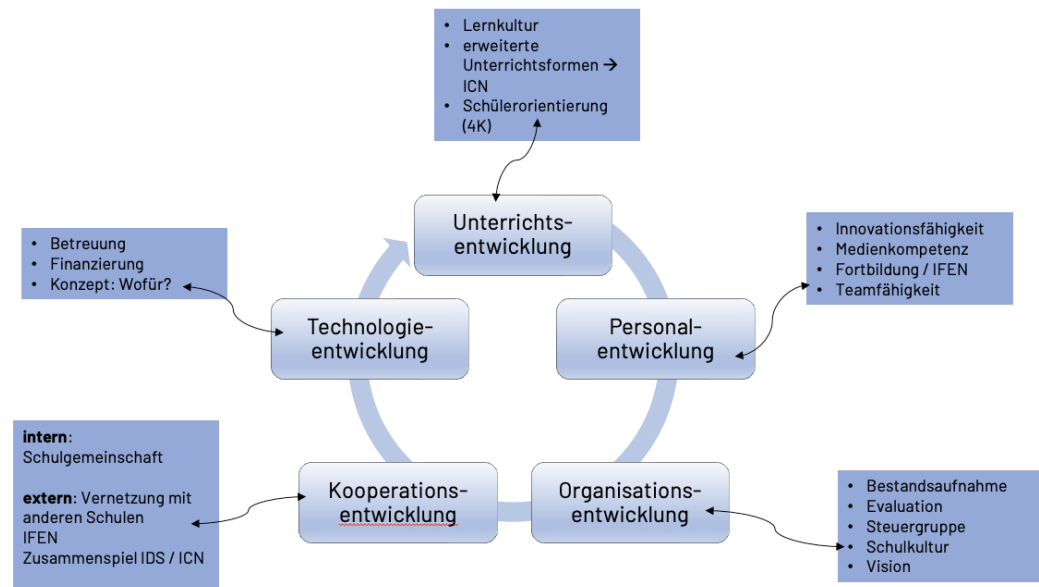 • Lernkultur
• erweiterte
Unterrichtsformen →
ICN
• Schülerorientierung
(4K)
Unterrichts-
entwicklung
• Innovationsfähigkeit
• Medienkompetenz
• Fortbildung / IFEN
• Teamfähigkeit
Personal-
entwicklung
• Bestandsaufnahme
• Evaluation
• Steuergruppe
• Schulkultur
• Vision
Organisations-
entwicklung
Kooperations-
entwicklung
intern:
Schulgemeinschaft
extern: Vernetzung mit
anderen Schulen
IFEN
Zusammenspiel IDS / ICN
Technologie-
entwicklung
• Betreuung
• Finanzierung
• Konzept: Wofür?